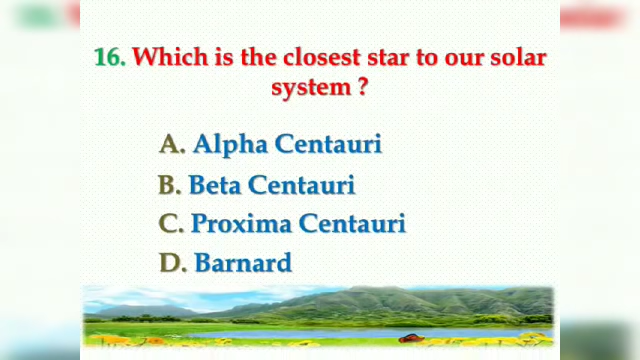 16. Which is the closest star to our solar
system ?
A. Alpha Centauri
B. Beta Centauri
C. Proxima Centauri
D. Barnard